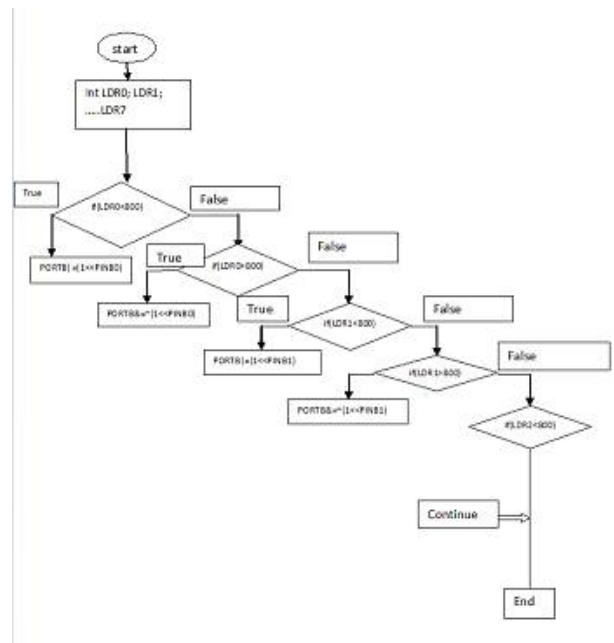 start
Int LDR0; LDR1;
.....LDR7
True
if(LDR0<800)
False
PORTB|=(1<<PINB0)
True
if(LDR0>800)
False
PORTB&=~(1<<PINB0)
True
if(LDR1<800)
False
PORTB|=(1<<PINB1)
if(LDR1>800)
False
PORTB&=~(1<<PINB1)
if(LDR2<800)
Continue
End